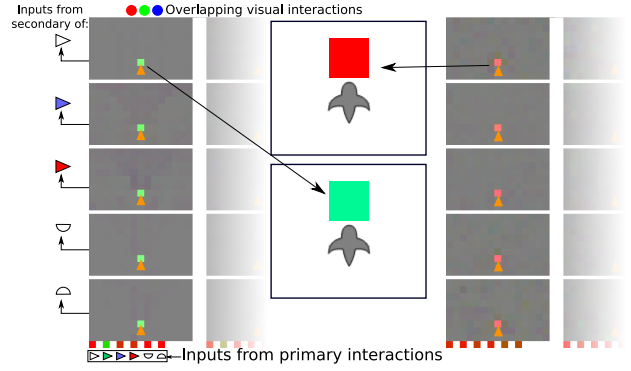 Inputs from
secondary of:
Overlapping visual interactions
Inputs from primary interactions